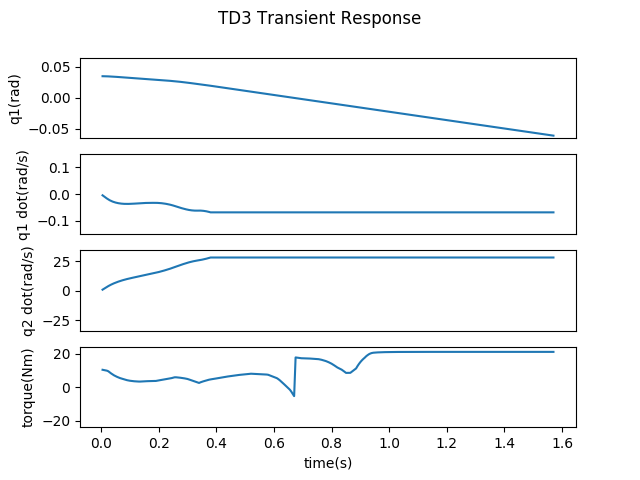 TD3 Transient Response
q1(rad)
0.05
0.00
−0.05
q1 dot(rad/s)
0.1
0.0
−0.1
q2 dot(rad/s)
25
0
−25
torque(Nm)
20
0
−20
0.0 0.2 0.4 0.6 0.8 1.0 1.2 1.4 1.6
time(s)